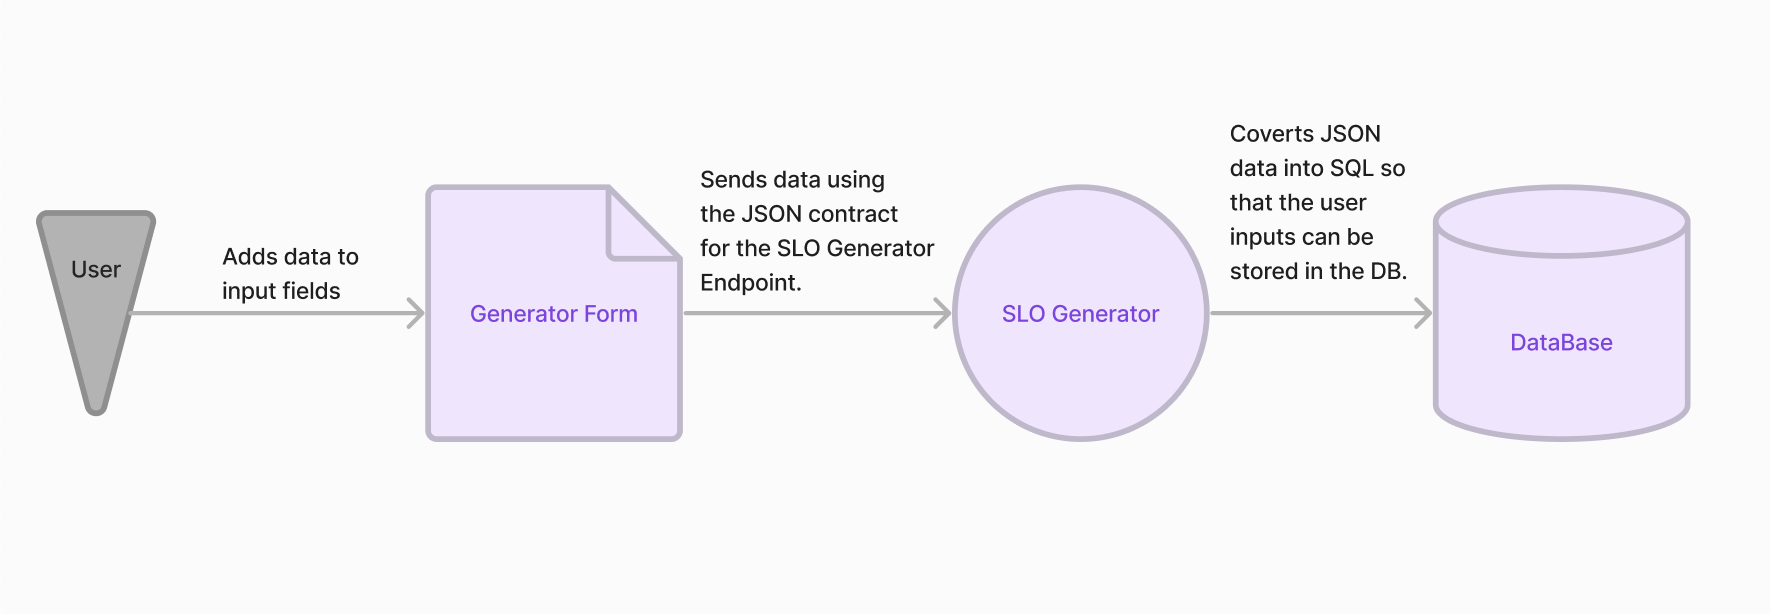 User
Adds data to
input fields
Generator Form
Sends data using
the JSON contract
for the SLO Generator
Endpoint.
SLO Generator
Coverts JSON
data into SQL so
that the user
inputs can be
stored in the DB.
DataBase